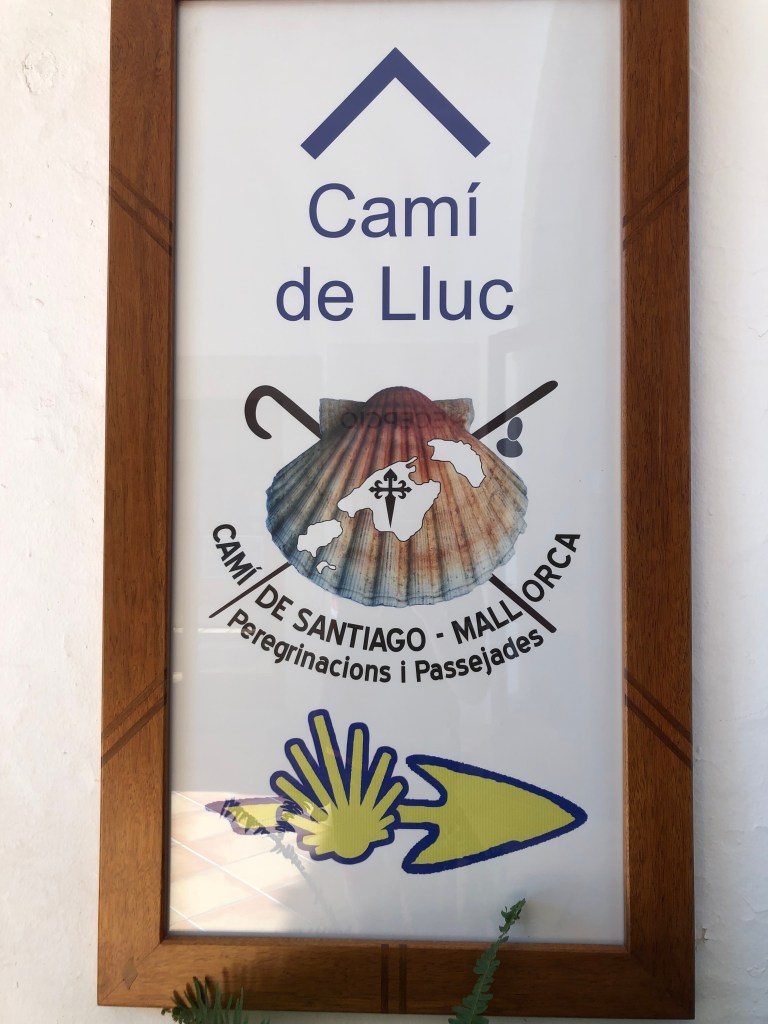 Camí
de Lluc
CAMÍ DE SANTIAGO - MALLORCA
Peregrinacions i Passejades